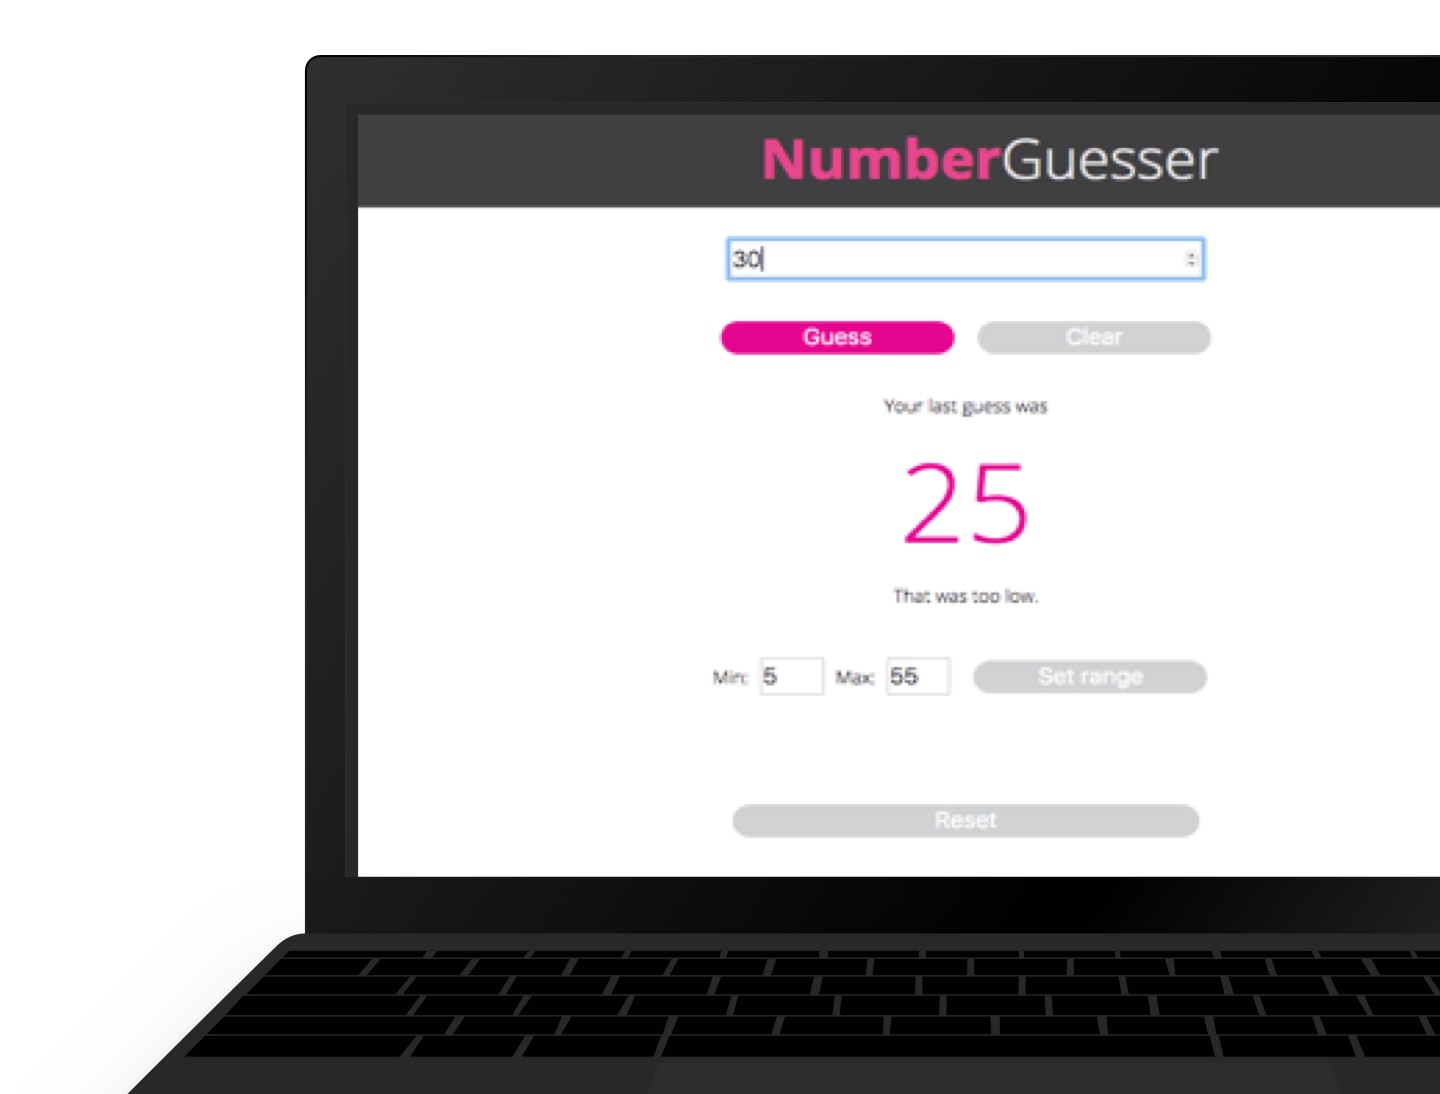 NumberGuesser
30
Guess Clear
Your last guess was
25
That was too low.
Min: 5 Max: 55 Set range
Reset